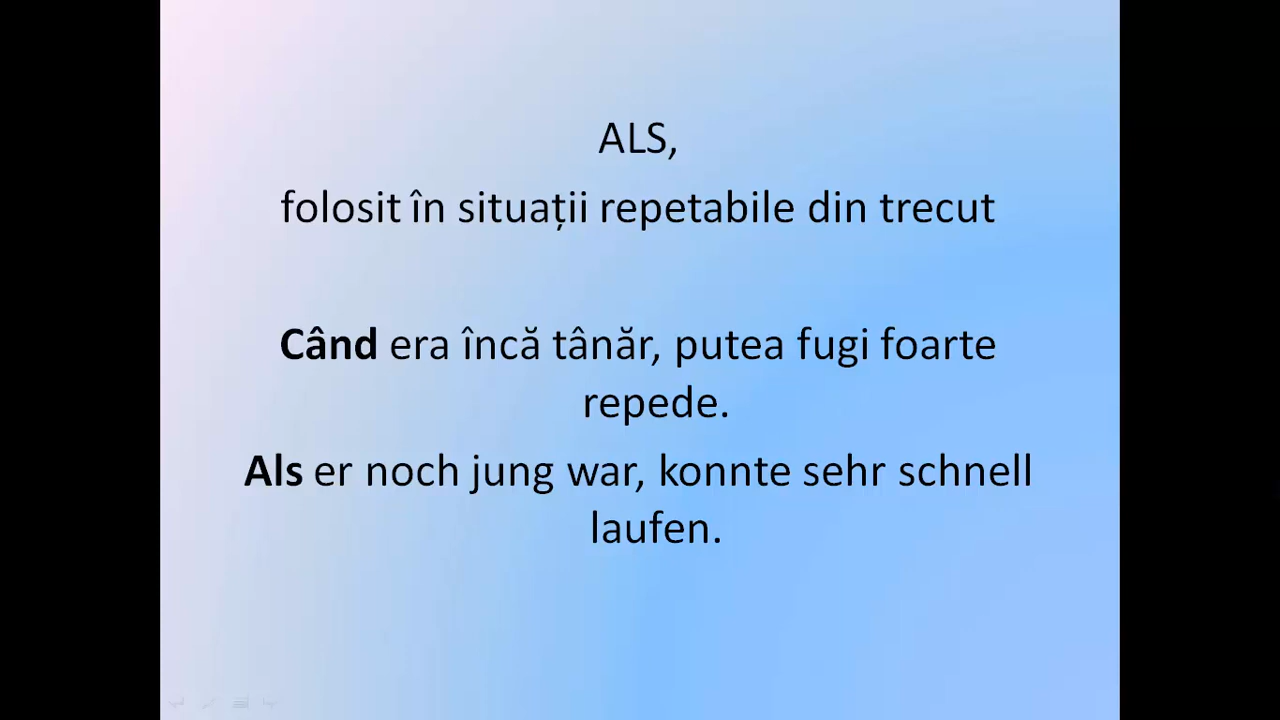 ALS,
folosit în situații repetabile din trecut
Când era încă tânăr, putea fugi foarte
repede.
Als er noch jung war, konnte sehr schnell
laufen.